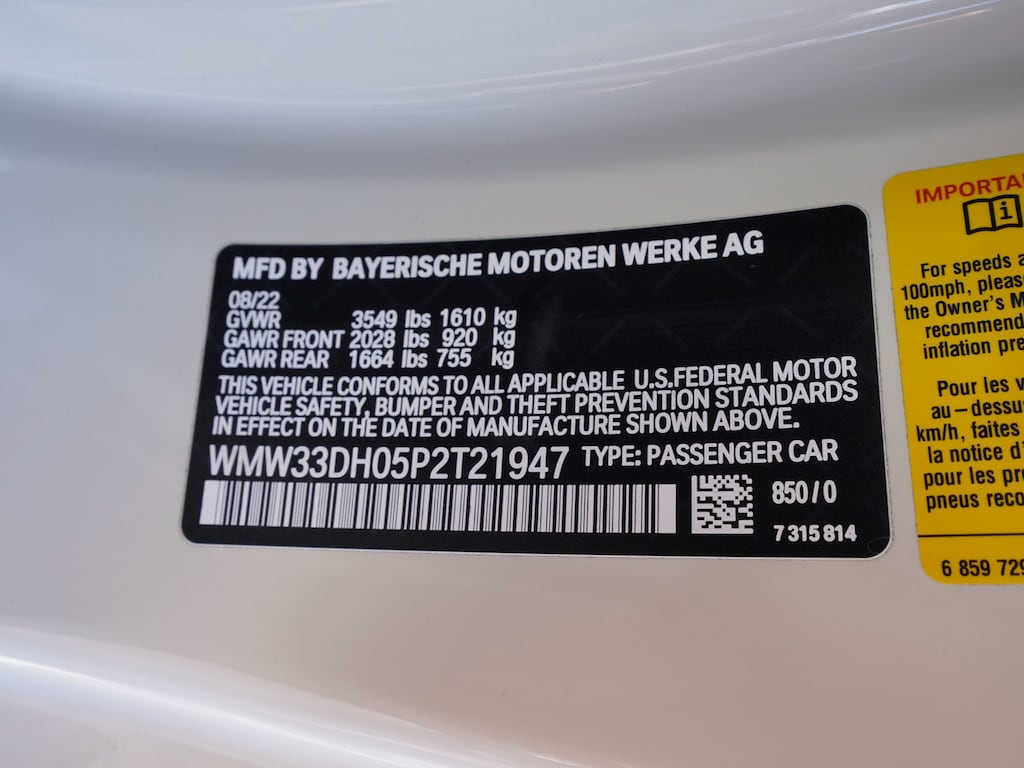 MFD BY BAYERISCHE MOTOREN WERKE AG
08/22
GVWR 3549 lbs 1610 kg
GAWR FRONT 2028 lbs 920 kg
GAWR REAR 1664 lbs 755 kg
THIS VEHICLE CONFORMS TO ALL APPLICABLE U.S.FEDERAL MOTOR
VEHICLE SAFETY, BUMPER AND THEFT PREVENTION STANDARDS
IN EFFECT ON THE DATE OF MANUFACTURE SHOWN ABOVE.
WMW33DH05P2T21947 TYPE: PASSENGER CAR
850/0
7 315 814
IMPORTA
i
For speeds a
100mph, pleas
the Owner's M
recommend
inflation pre
Pour les v
au-dessu
km/h, faites
la notice d'
pour les pr
pneus reco
6 859 729